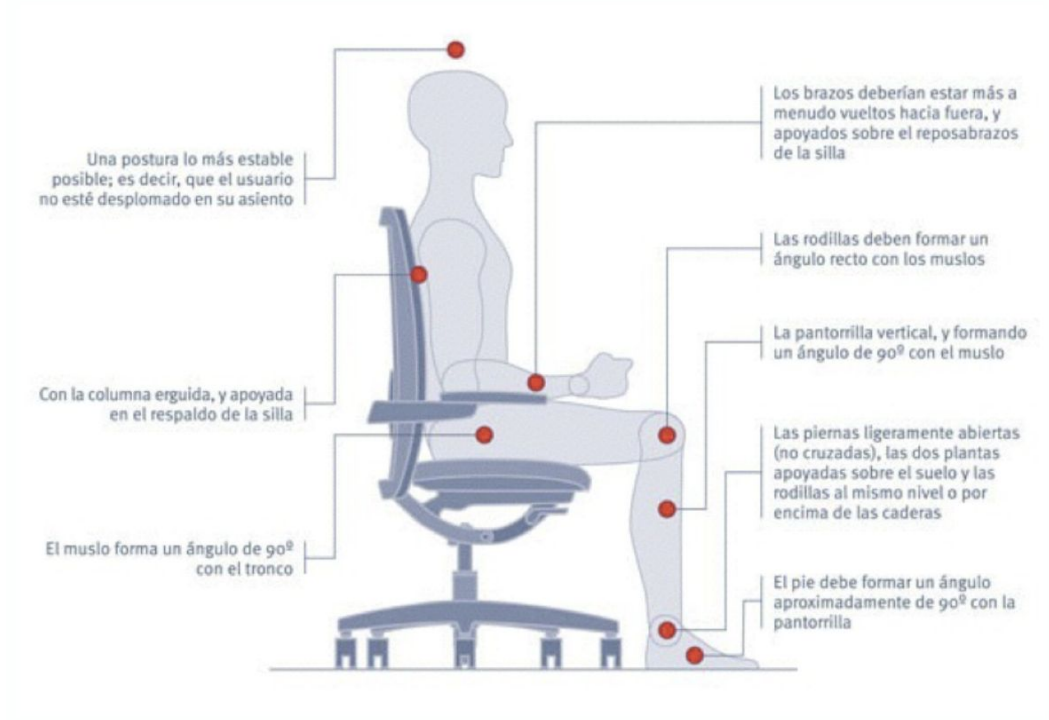 Una postura lo más estable
posible; es decir, que el usuario
no esté desplomado en su asiento
Con la columna erguida, y apoyada
en el respaldo de la silla
El muslo forma un ángulo de 90º
con el tronco
Los brazos deberían estar más a
menudo vueltos hacia fuera, y
apoyados sobre el reposabrazos
de la silla
Las rodillas deben formar un
ángulo recto con los muslos
La pantorrilla vertical, y formando
un ángulo de 90º con el muslo
Las piernas ligeramente abiertas
(no cruzadas), las dos plantas
apoyadas sobre el suelo y las
rodillas al mismo nivel o por
encima de las caderas
El pie debe formar un ángulo
aproximadamente de 90º con la
pantorrilla